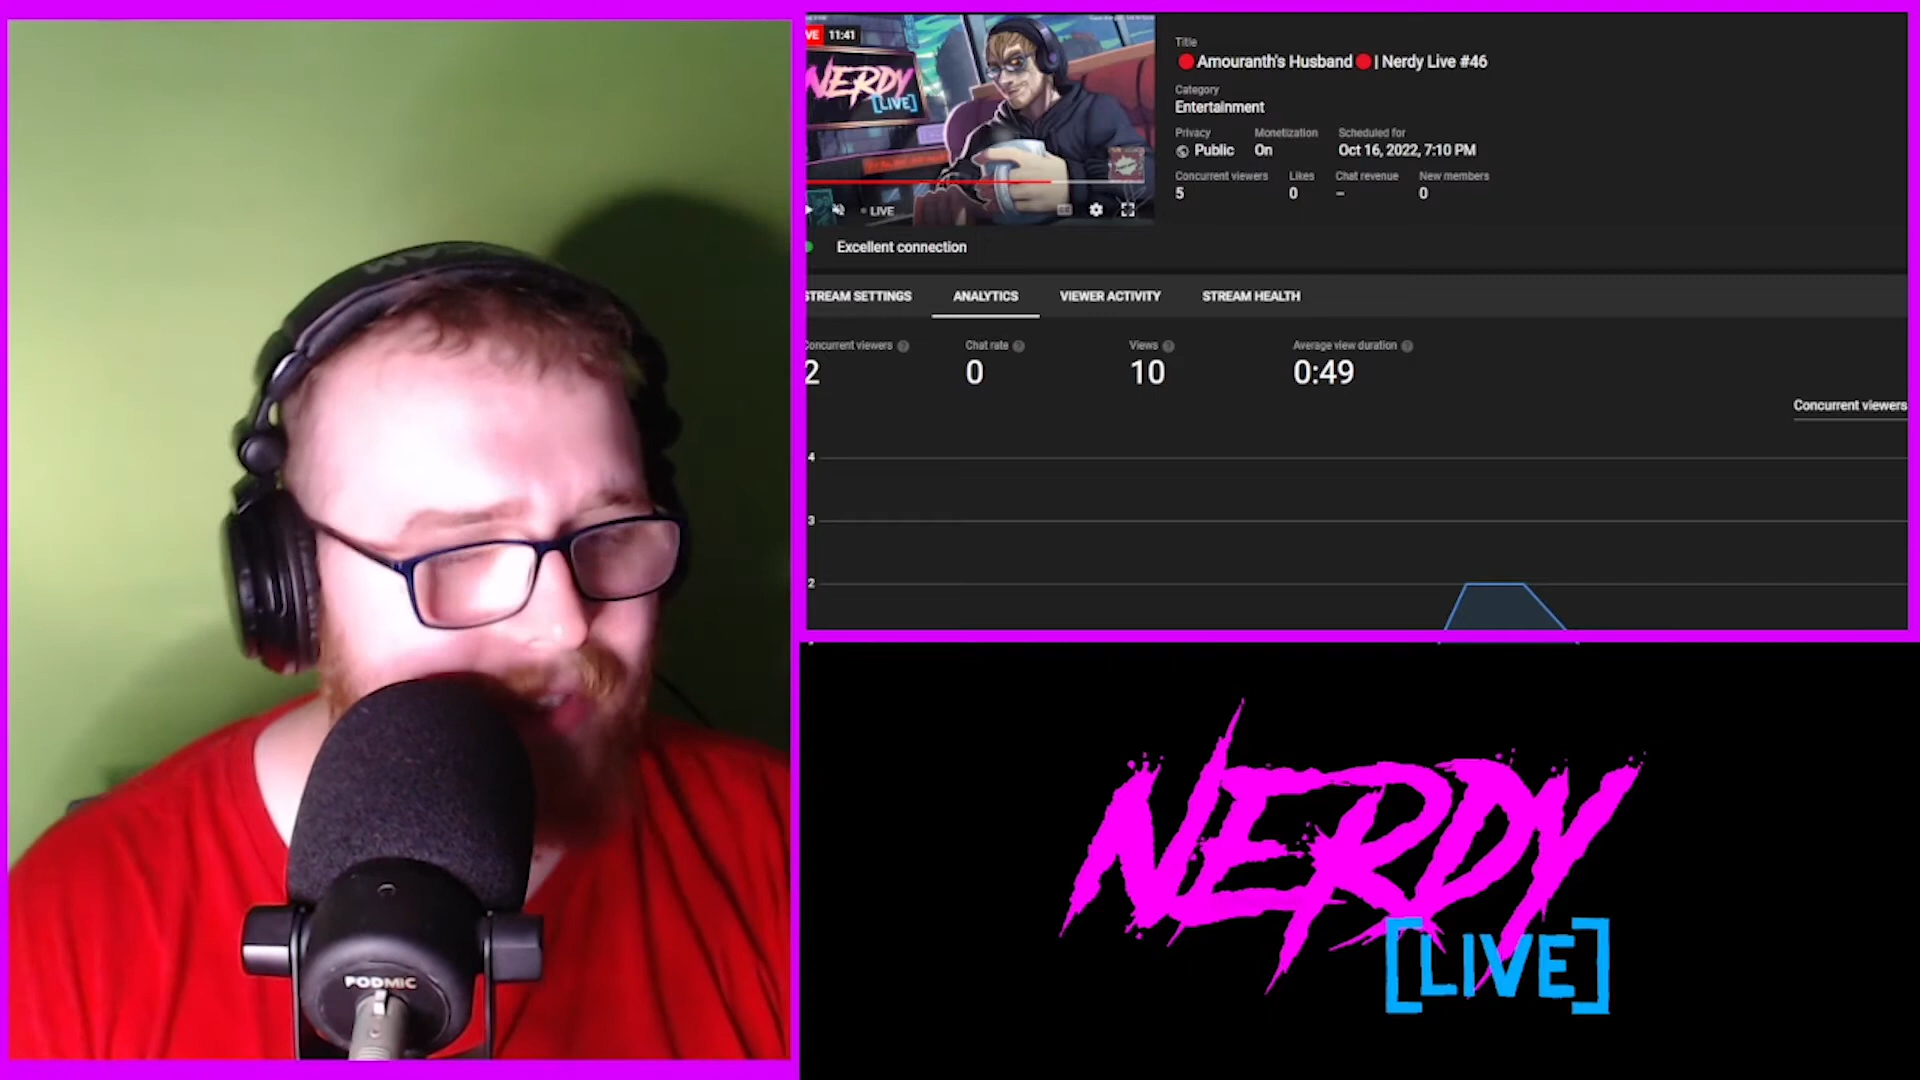 VE 11:41
NERDY
[LIVE]
LIVE
Title
Amouranth's Husband | Nerdy Live #46
Category
Entertainment
Privacy Monetization Scheduled for
Public On Oct 16, 2022, 7:10 PM
Concurrent viewers Likes Chat revenue New members
5 0 – 0
Excellent connection
STREAM SETTINGS ANALYTICS VIEWER ACTIVITY STREAM HEALTH
Concurrent viewers Chat rate Views Average view duration
2 0 10 0:49
Concurrent viewers
4
3
2
PODMIC
NERDY
[LIVE]